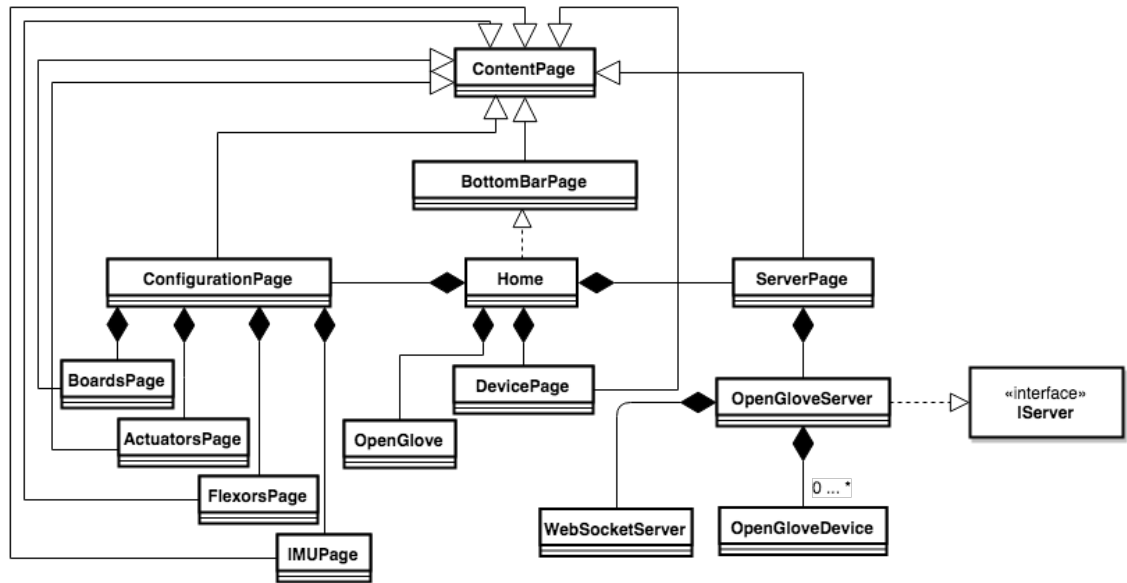 ContentPage
BottomBarPage
ConfigurationPage
Home
ServerPage
BoardsPage
DevicePage
OpenGloveServer
«interface»
IServer
ActuatorsPage
OpenGlove
FlexorsPage
0 ... *
WebSocketServer
OpenGloveDevice
IMUPage